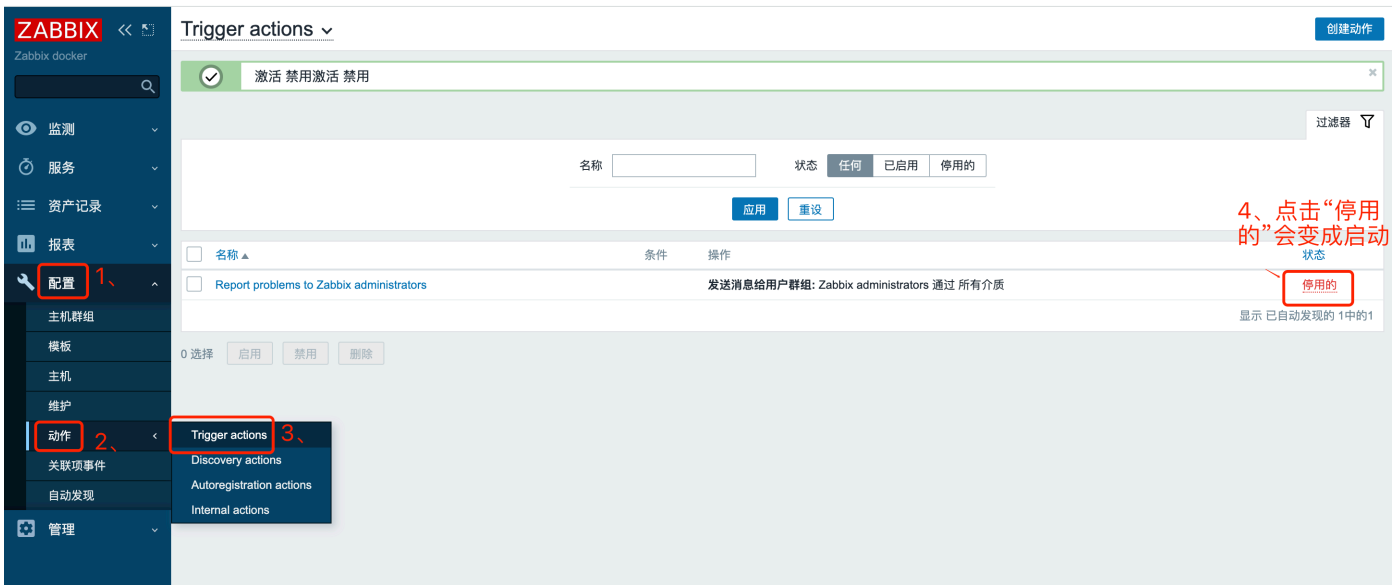 ZABBIX
Zabbix docker
监测
服务
资产记录
报表
配置
1、
主机群组
模板
主机
维护
动作
2、
关联项事件
自动发现
管理
Trigger actions
3、
Discovery actions
Autoregistration actions
Internal actions
Trigger actions
创建动作
激活 禁用激活 禁用
过滤器
名称
状态 任何 已启用 停用的
应用 重设
4、点击“停用
的”会变成启动
名称 条件 操作 状态
Report problems to Zabbix administrators 发送消息给用户群组: Zabbix administrators 通过 所有介质 停用的
显示 已自动发现的 1中的1
0 选择 启用 禁用 删除